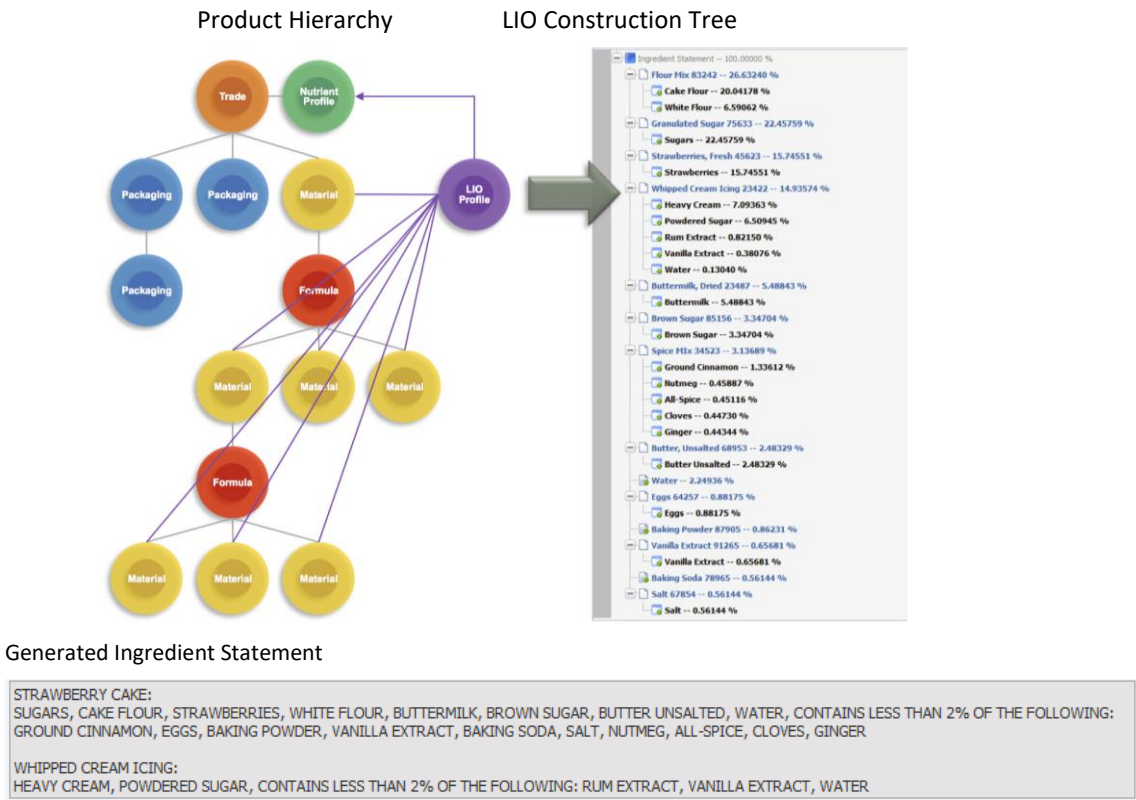 Product Hierarchy
LIO Construction Tree
Trade
Nutrient
Profile
Packaging
Packaging
Material
LIO
Profile
Packaging
Formula
Material
Material
Material
Formula
Material
Material
Material
Ingredient Statement -- 100.00000 %
Flour Mix 83242 -- 26.63240 %
Cake Flour -- 20.04178 %
White Flour -- 6.59062 %
Granulated Sugar 75633 -- 22.45759 %
Sugars -- 22.45759 %
Strawberries, Fresh 45623 -- 15.74551 %
Strawberries -- 15.74551 %
Whipped Cream Icing 23422 -- 14.93574 %
Heavy Cream -- 7.09363 %
Powdered Sugar -- 6.50945 %
Rum Extract -- 0.82150 %
Vanilla Extract -- 0.38076 %
Water -- 0.13040 %
Buttermilk, Dried 23487 -- 5.48843 %
Buttermilk -- 5.48843 %
Brown Sugar 85156 -- 3.34704 %
Brown Sugar -- 3.34704 %
Spice MIx 34523 -- 3.13689 %
Ground Cinnamon -- 1.33612 %
Nutmeg -- 0.45887 %
All-Spice -- 0.45116 %
Cloves -- 0.44730 %
Ginger -- 0.44344 %
Butter, Unsalted 68953 -- 2.48329 %
Butter Unsalted -- 2.48329 %
Water -- 2.24936 %
Eggs 64257 -- 0.88175 %
Eggs -- 0.88175 %
Baking Powder 87905 -- 0.86231 %
Vanilla Extract 91265 -- 0.65681 %
Vanilla Extract -- 0.65681 %
Baking Soda 78965 -- 0.56144 %
Salt 67854 -- 0.56144 %
Salt -- 0.56144 %
Generated Ingredient Statement
STRAWBERRY CAKE:
SUGARS, CAKE FLOUR, STRAWBERRIES, WHITE FLOUR, BUTTERMILK, BROWN SUGAR, BUTTER UNSALTED, WATER, CONTAINS LESS THAN 2% OF THE FOLLOWING:
GROUND CINNAMON, EGGS, BAKING POWDER, VANILLA EXTRACT, BAKING SODA, SALT, NUTMEG, ALL-SPICE, CLOVES, GINGER
WHIPPED CREAM ICING:
HEAVY CREAM, POWDERED SUGAR, CONTAINS LESS THAN 2% OF THE FOLLOWING: RUM EXTRACT, VANILLA EXTRACT, WATER